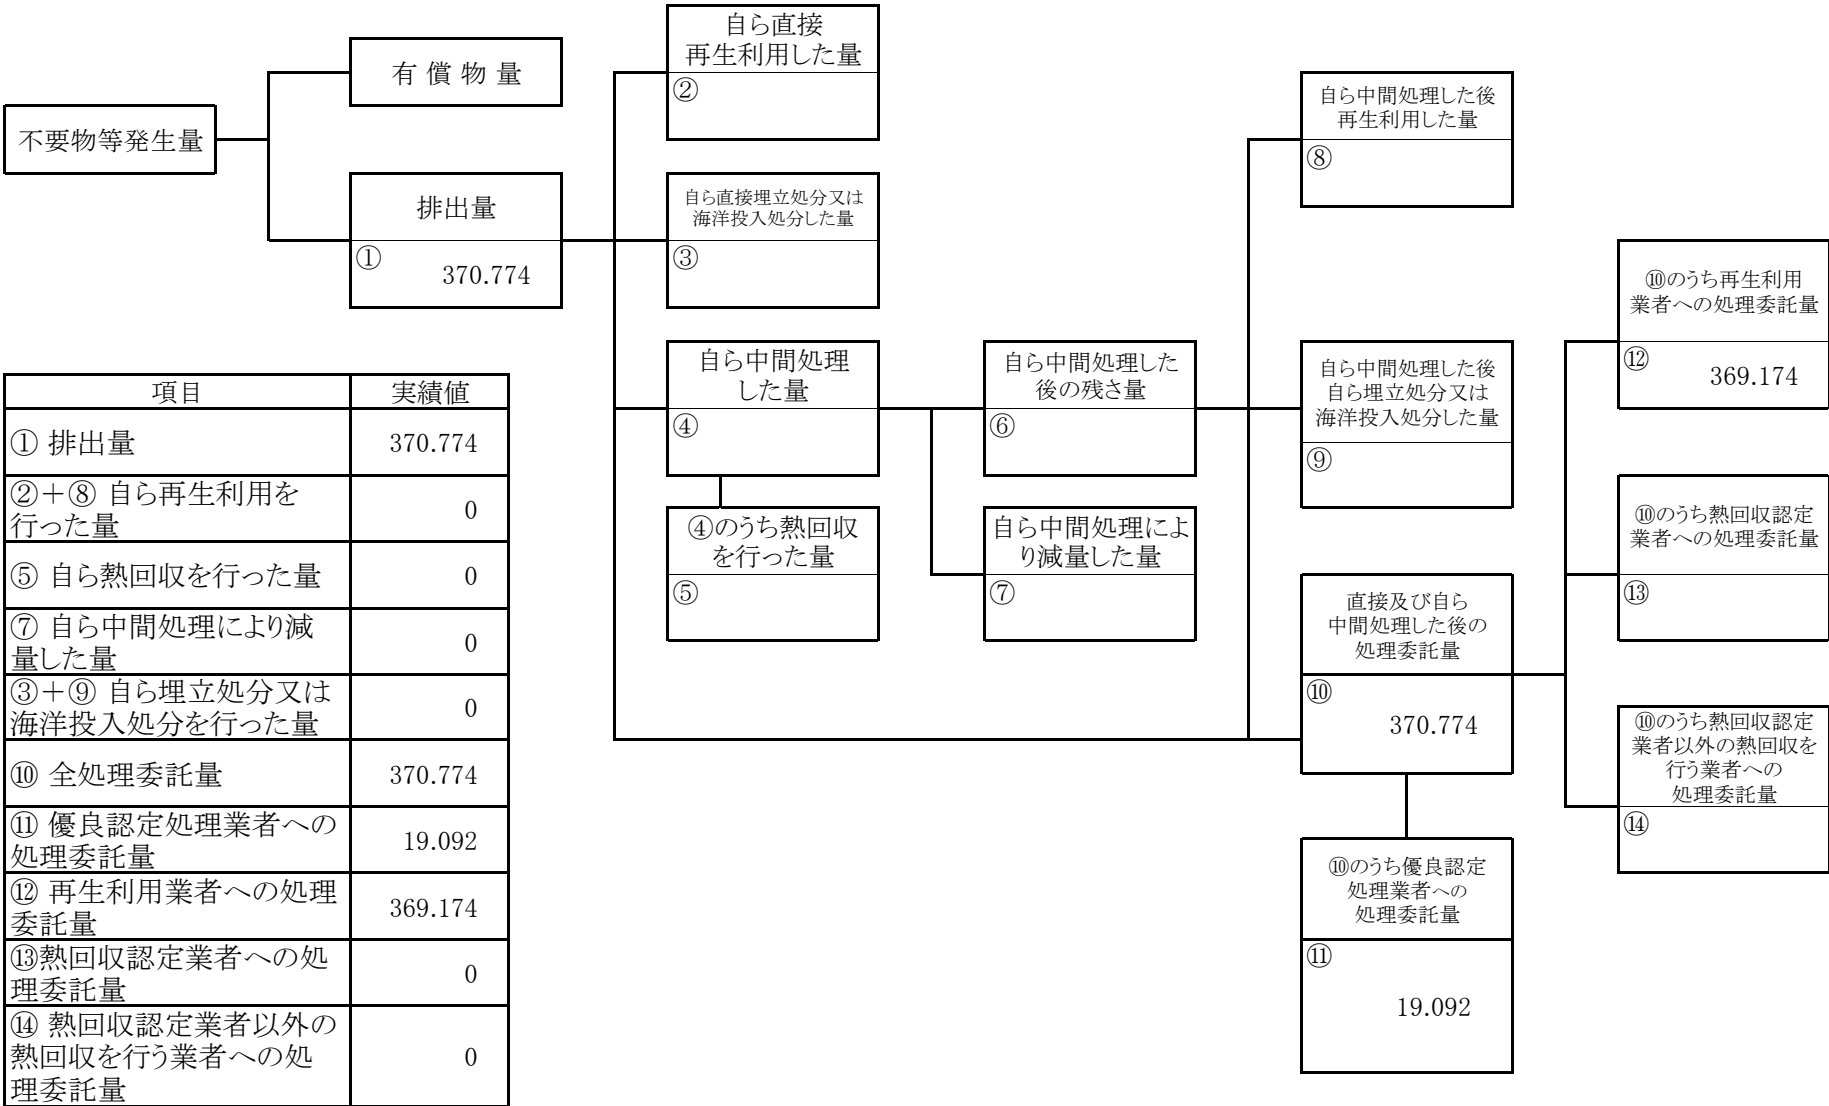 不要物等発生量
有 償 物 量
排出量
①
370.774
自ら直接
再生利用した量
②
自ら直接埋立処分又は
海洋投入処分した量
③
自ら中間処理
した量
④
④のうち熱回収
を行った量
⑤
自ら中間処理した
後の残さ量
⑥
自ら中間処理によ
り減量した量
⑦
自ら中間処理した後
再生利用した量
⑧
自ら中間処理した後
自ら埋立処分又は
海洋投入処分した量
⑨
直接及び自ら
中間処理した後の
処理委託量
⑩
370.774
⑩のうち優良認定
処理業者への
処理委託量
⑪
19.092
⑩のうち再生利用
業者への処理委託量
⑫
369.174
⑩のうち熱回収認定
業者への処理委託量
⑬
⑩のうち熱回収認定
業者以外の熱回収を
行う業者への
処理委託量
⑭
項目 実績値
① 排出量 370.774
②＋⑧ 自ら再生利用を
行った量 0
⑤ 自ら熱回収を行った量 0
⑦ 自ら中間処理により減
量した量 0
③＋⑨ 自ら埋立処分又は
海洋投入処分を行った量 0
⑩ 全処理委託量 370.774
⑪ 優良認定処理業者への
処理委託量 19.092
⑫ 再生利用業者への処理
委託量 369.174
⑬熱回収認定業者への処
理委託量 0
⑭ 熱回収認定業者以外の
熱回収を行う業者への処
理委託量 0